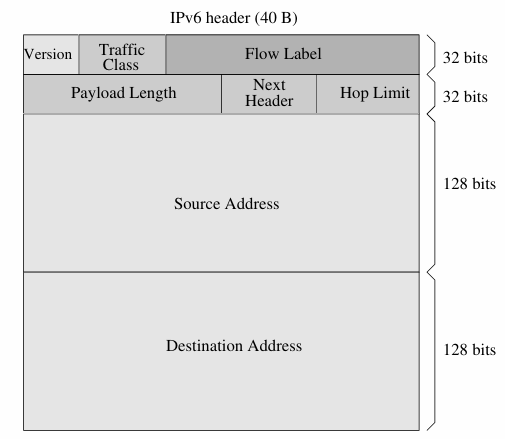 IPv6 header (40 B)
Version
Traffic
Class
Flow Label
32 bits
Payload Length
Next
Header
Hop Limit
32 bits
Source Address
128 bits
Destination Address
128 bits